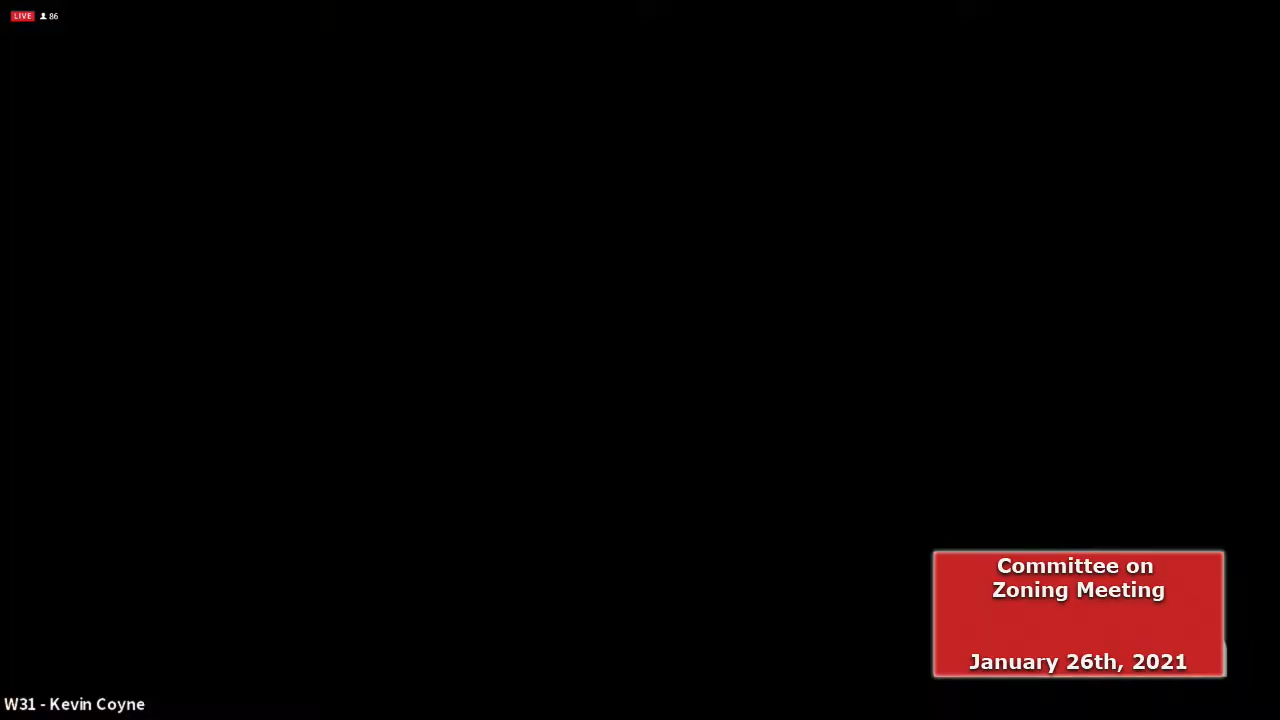 LIVE 86
Committee on
Zoning Meeting
January 26th, 2021
W31 - Kevin Coyne